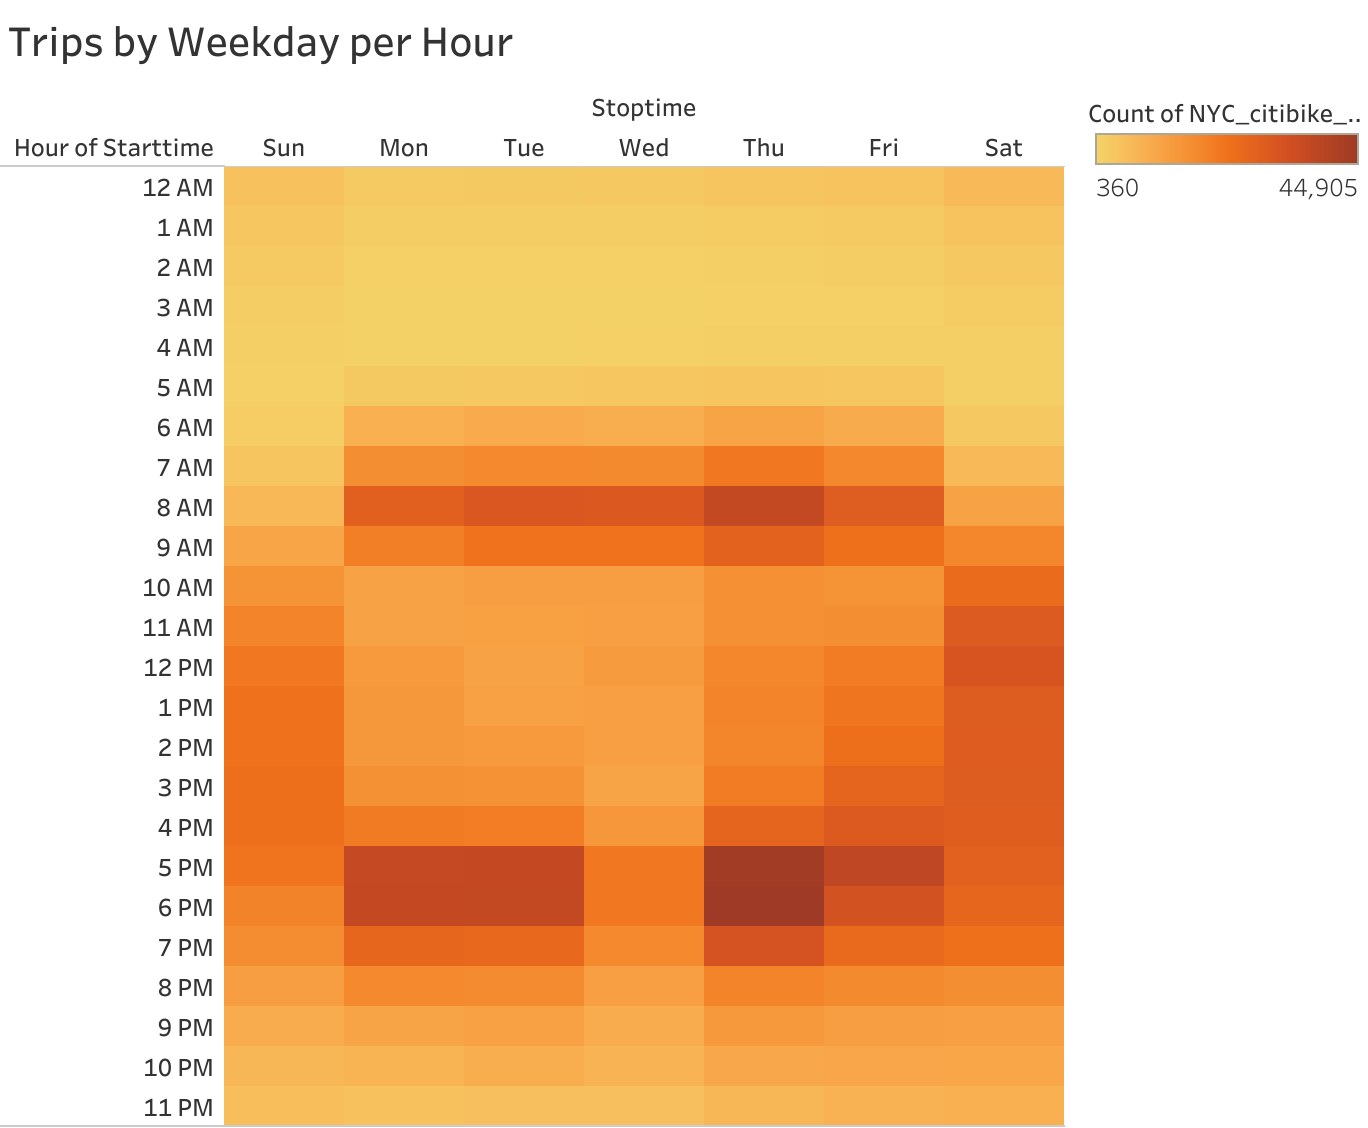 Trips by Weekday per Hour
Stoptime
Count of NYC_citibike_..
Hour of Starttime Sun Mon Tue Wed Thu Fri Sat
360 44,905
12 AM
1 AM
2 AM
3 AM
4 AM
5 AM
6 AM
7 AM
8 AM
9 AM
10 AM
11 AM
12 PM
1 PM
2 PM
3 PM
4 PM
5 PM
6 PM
7 PM
8 PM
9 PM
10 PM
11 PM